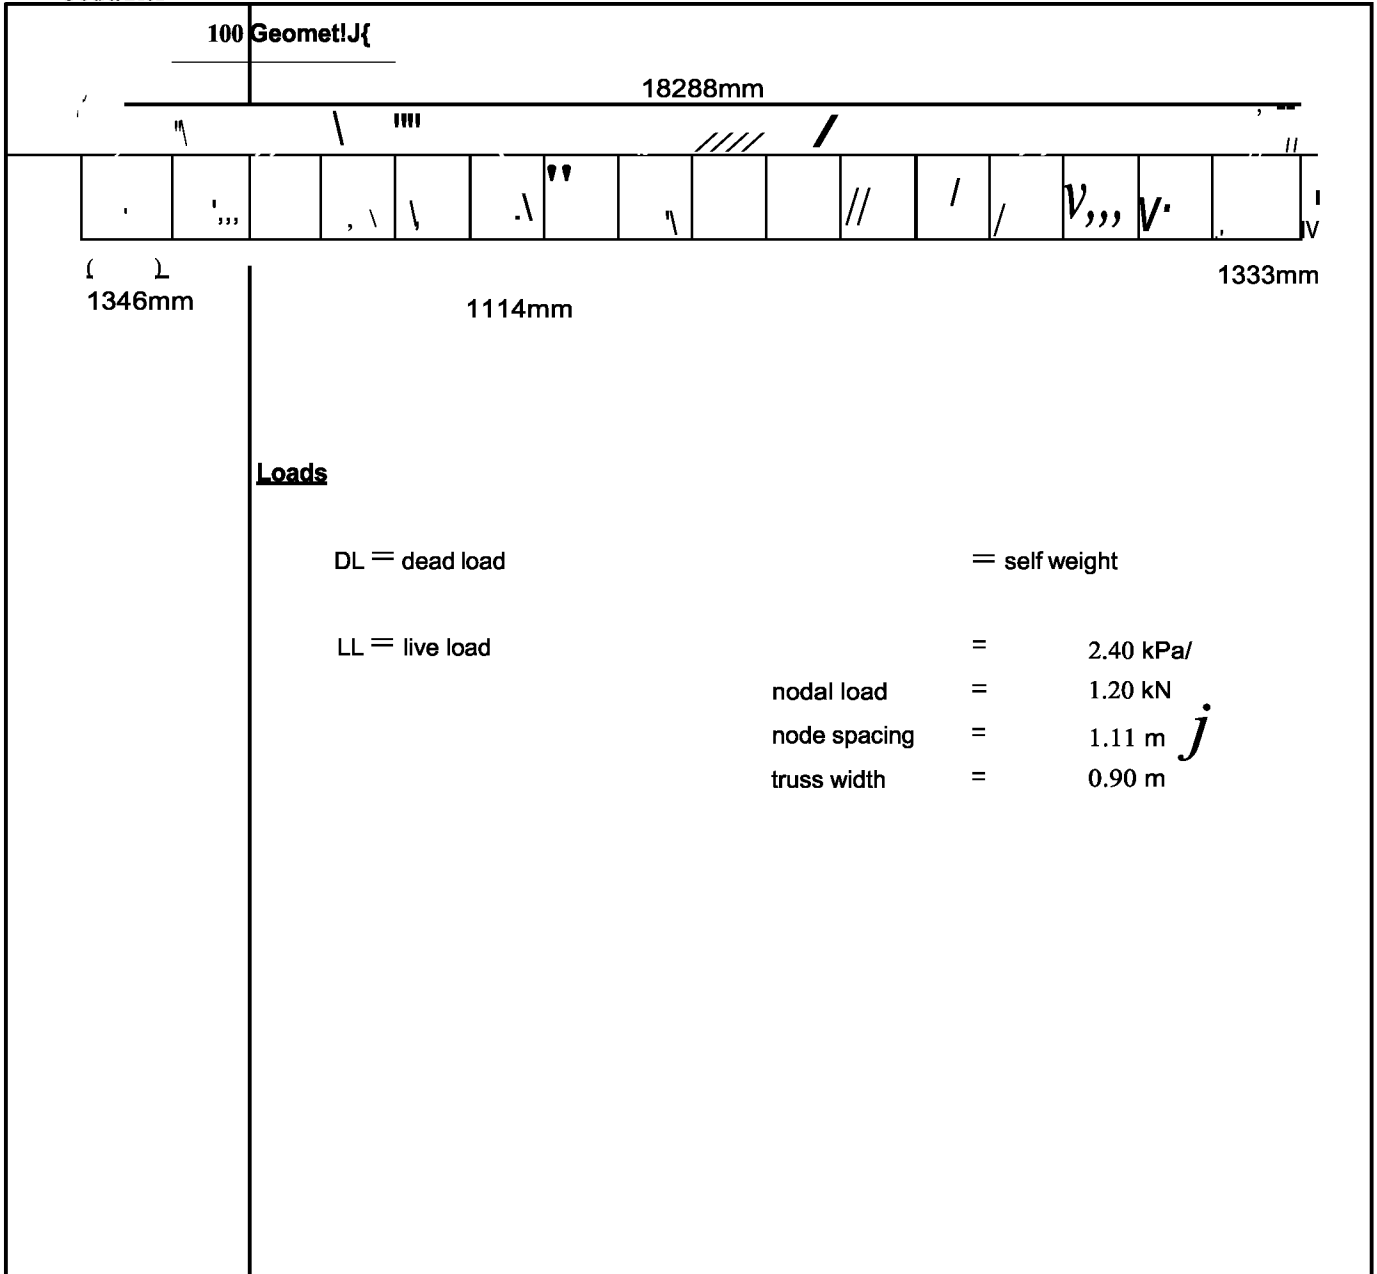 100 Geomet!J{
18288mm
1346mm
1114mm
1333mm
Loads
DL = dead load = self weight
LL = live load = 2.40 kPa/
nodal load = 1.20 kN
node spacing = 1.11 m j
truss width = 0.90 m